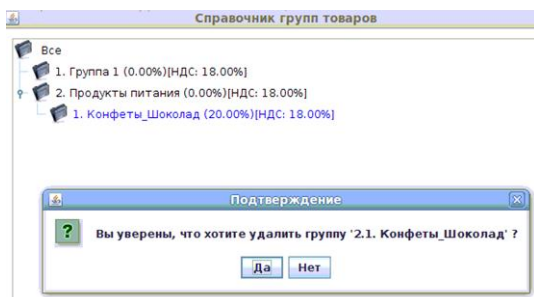 Справочник групп товаров
Все
1. Группа 1 (0.00%)[НДС: 18.00%]
2. Продукты питания (0.00%)[НДС: 18.00%]
1. Конфеты_Шоколад (20.00%)[НДС: 18.00%]
Подтверждение
Вы уверены, что хотите удалить группу '2.1. Конфеты_Шоколад' ?
Да Нет